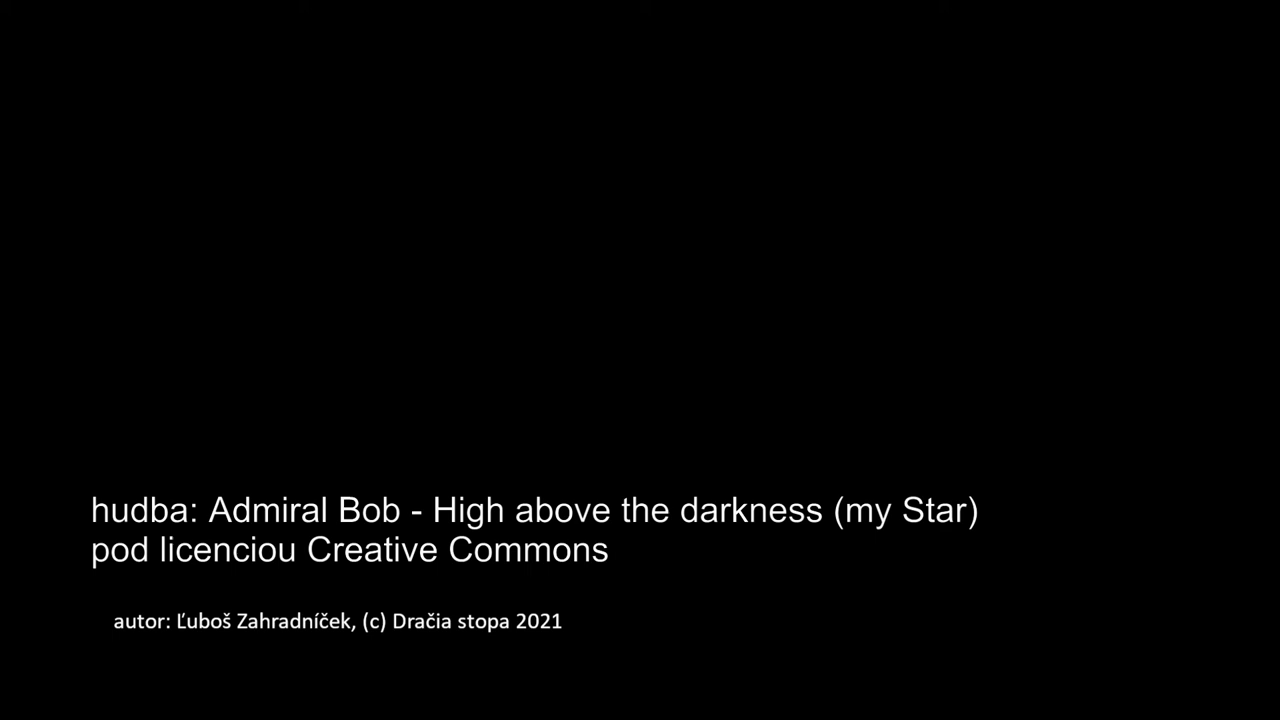 hudba: Admiral Bob - High above the darkness (my Star)
pod licenciou Creative Commons
autor: Ľuboš Zahradníček, (c) Dračia stopa 2021